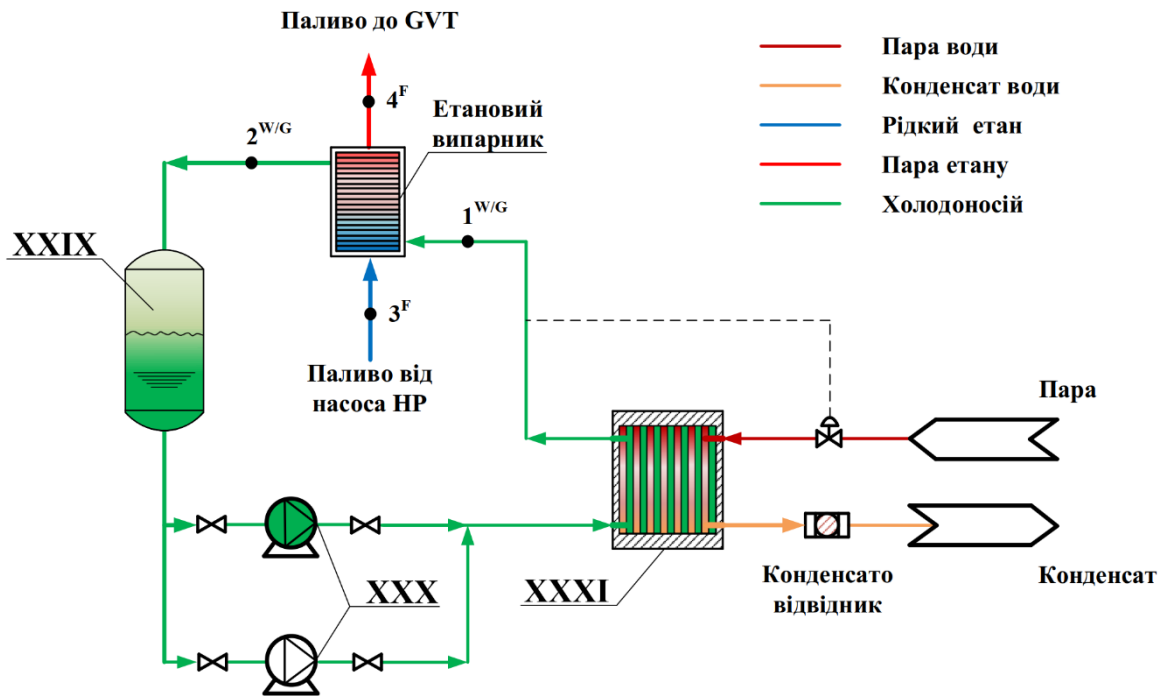 Паливо до GVT
4F
Етановий
випарник
2W/G
1W/G
3F
Паливо від
насоса HP
XXIX
XXX
XXXI
Пара води
Конденсат води
Рідкий етан
Пара етану
Холодоносій
Пара
Конденсато
відвідник
Конденсат